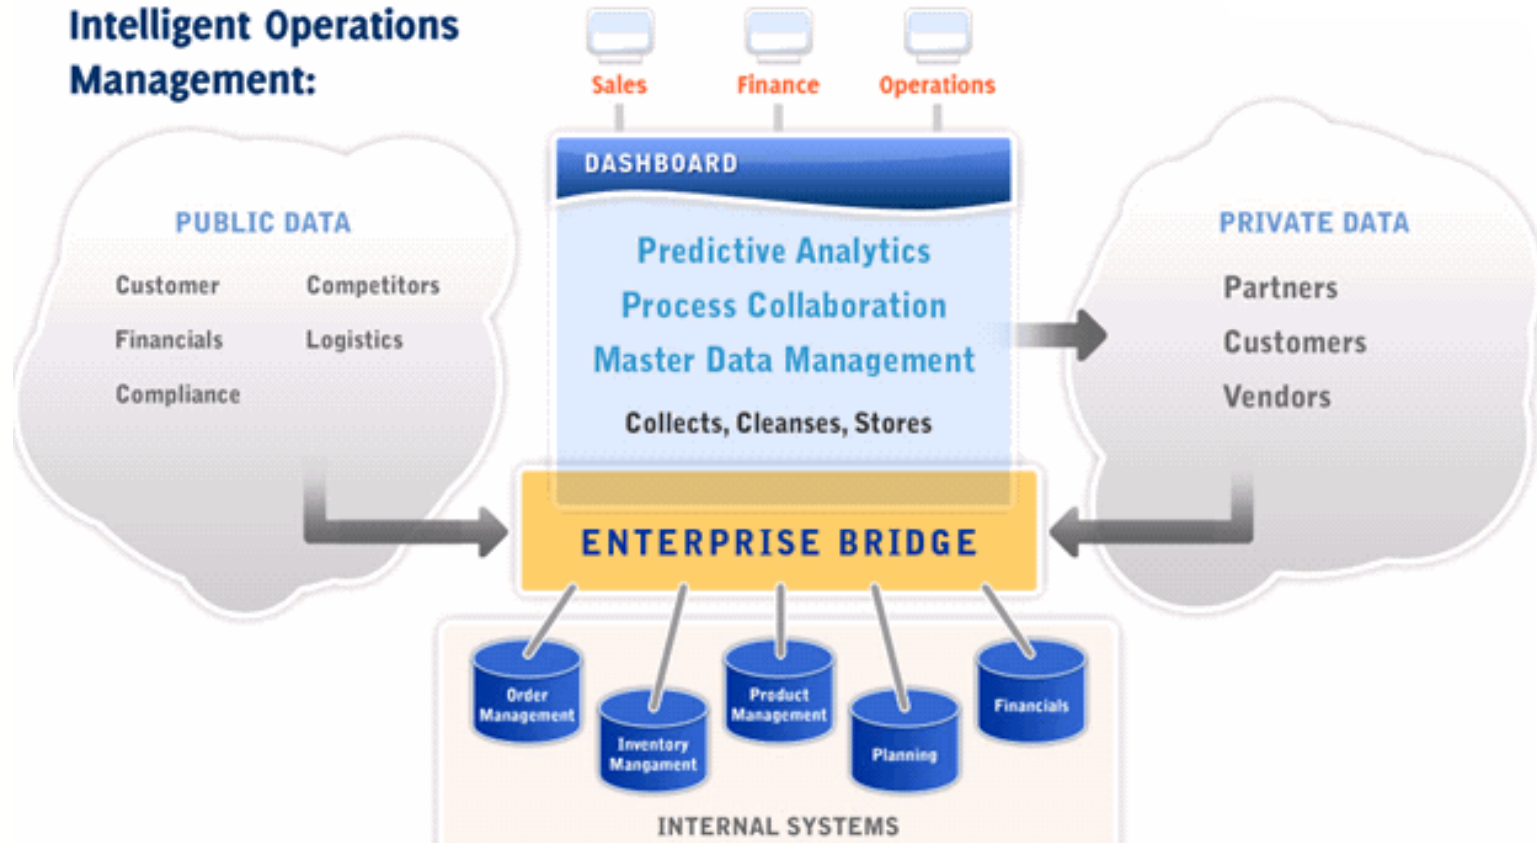 Intelligent Operations
Management:
Sales
Finance
Operations
DASHBOARD
PUBLIC DATA
Customer
Competitors
Financials
Logistics
Compliance
Predictive Analytics
Process Collaboration
Master Data Management
Collects, Cleanses, Stores
PRIVATE DATA
Partners
Customers
Vendors
ENTERPRISE BRIDGE
Order
Management
Inventory
Mangament
Product
Management
Planning
Financials
INTERNAL SYSTEMS